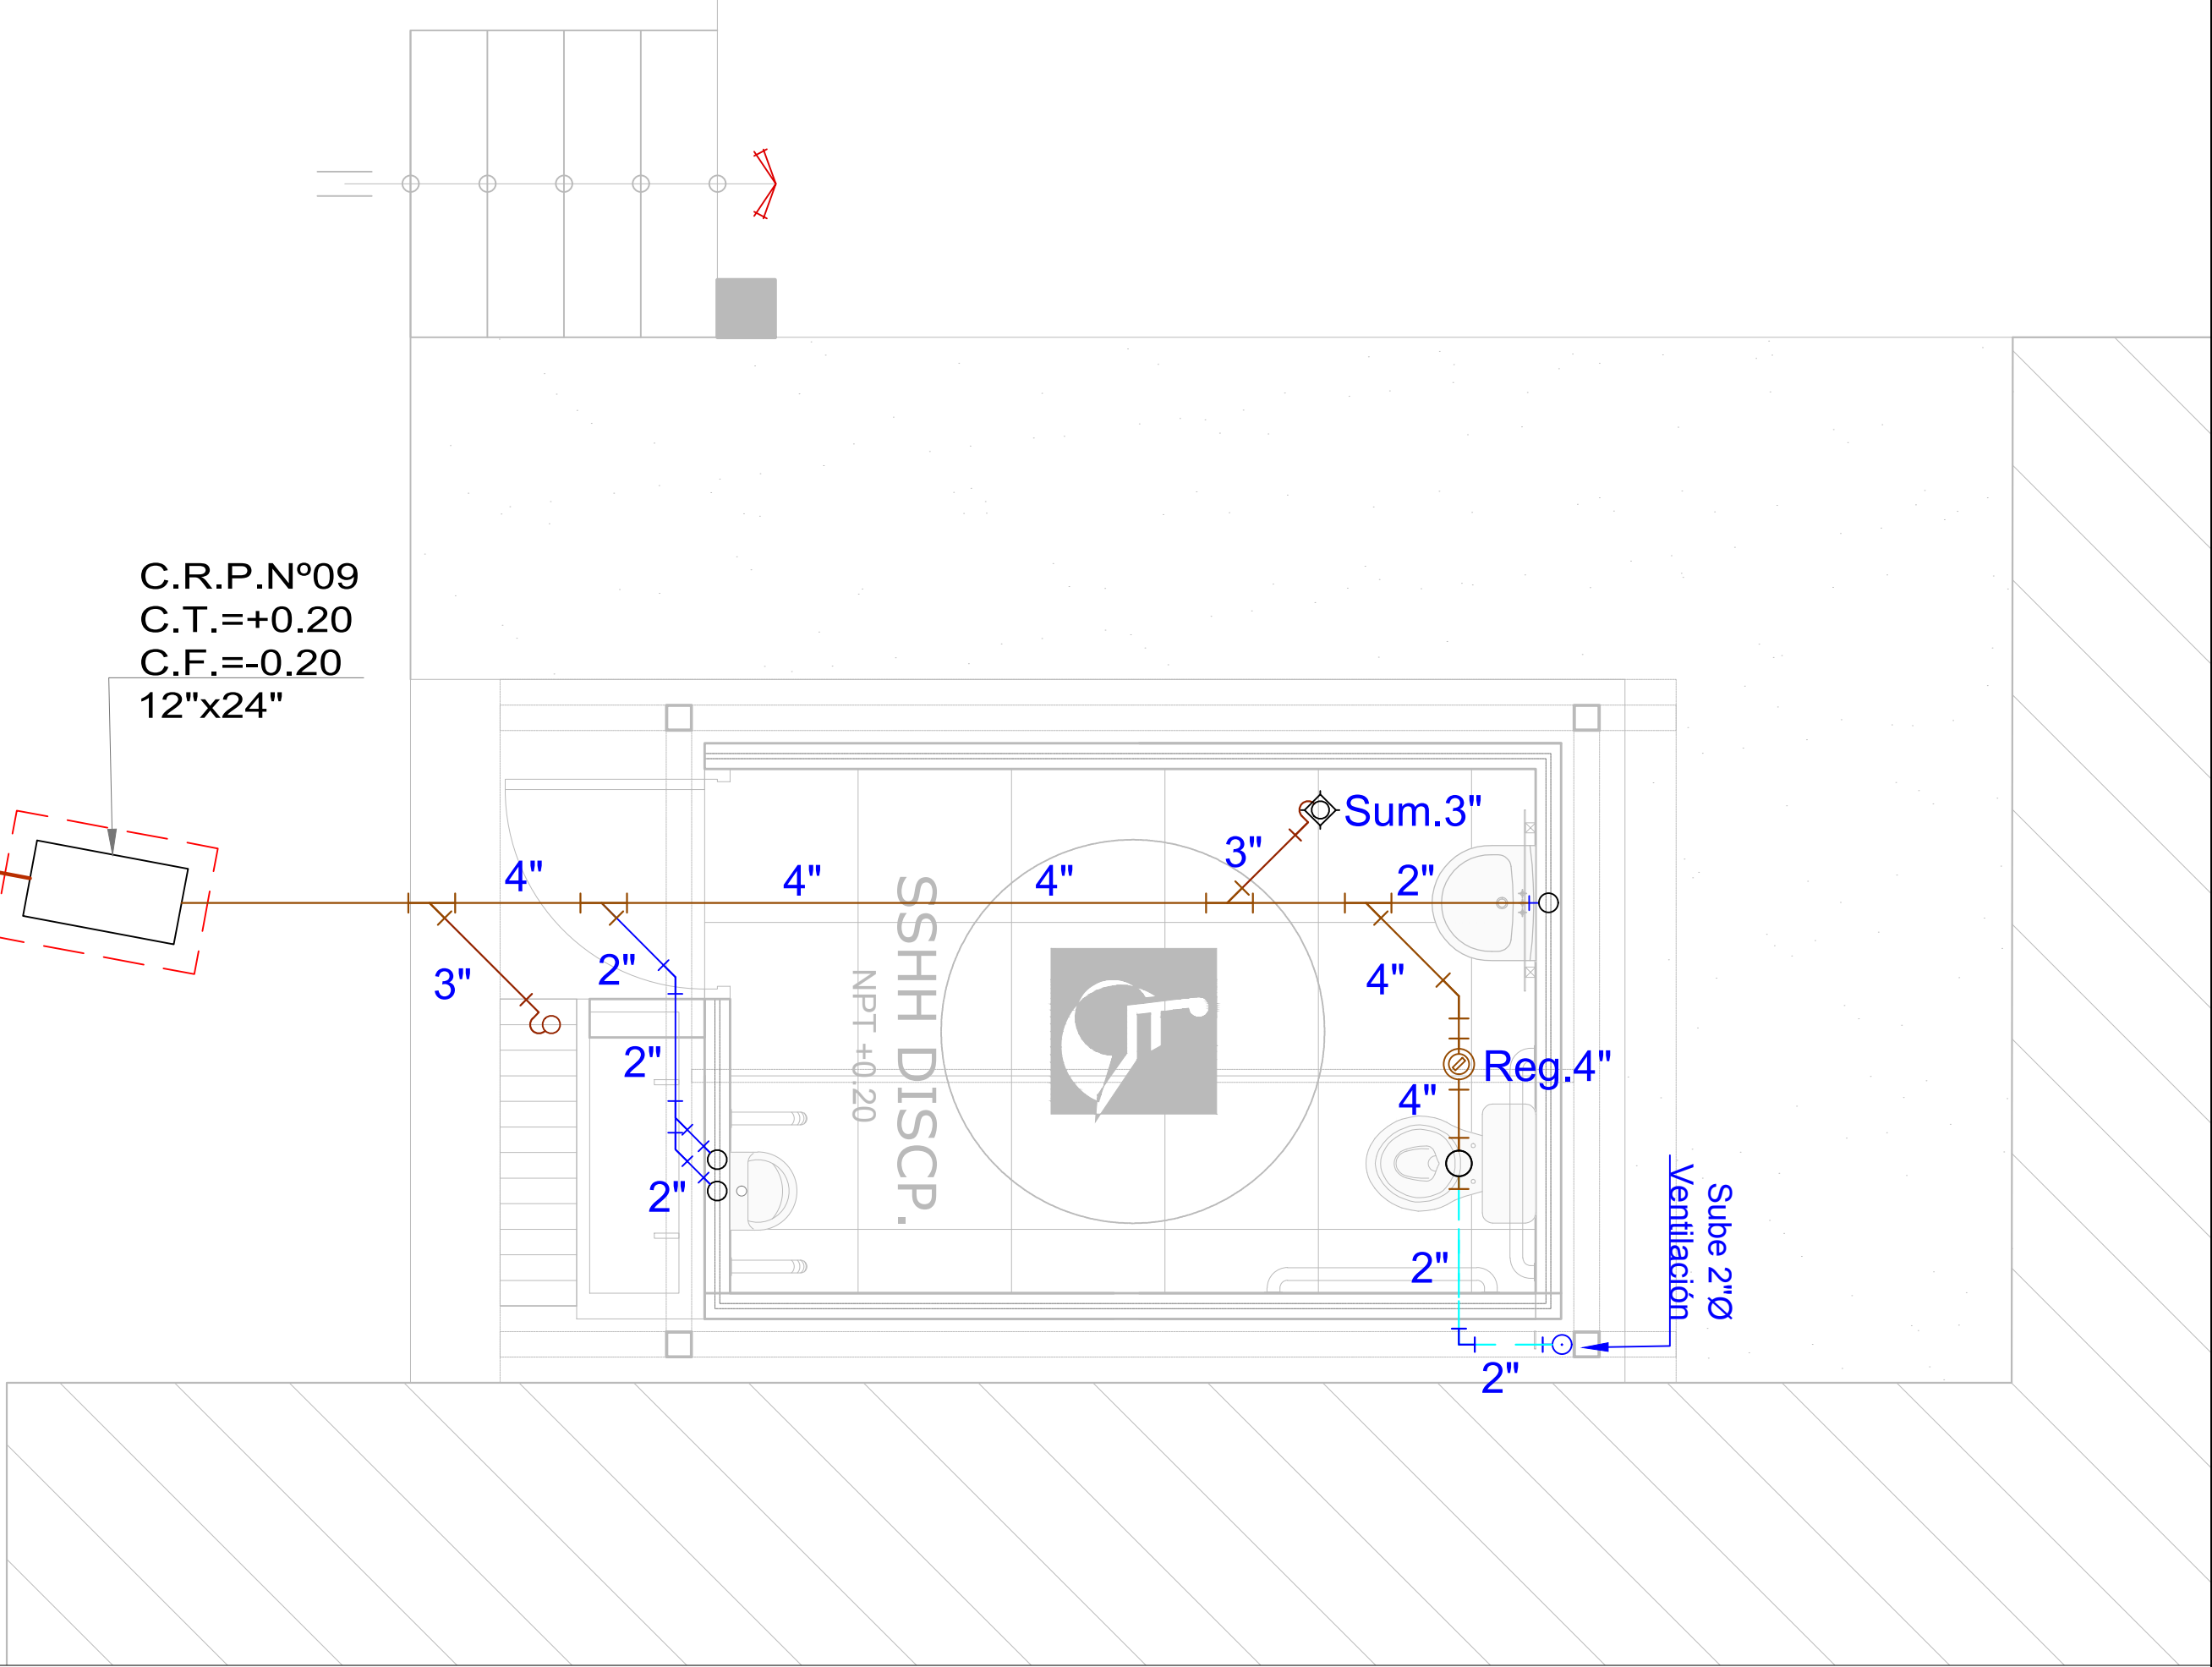 C.R.P.Nº09
C.T.=+0.20
C.F.=-0.20
12"x24"
Sum.3"
3"
4"
4"
4"
2"
3"
2"
4"
2"
Reg.4"
4"
2"
2"
2"
SSHH DISCP.
NPT +0.20
Sube 2"Ø
Ventilación